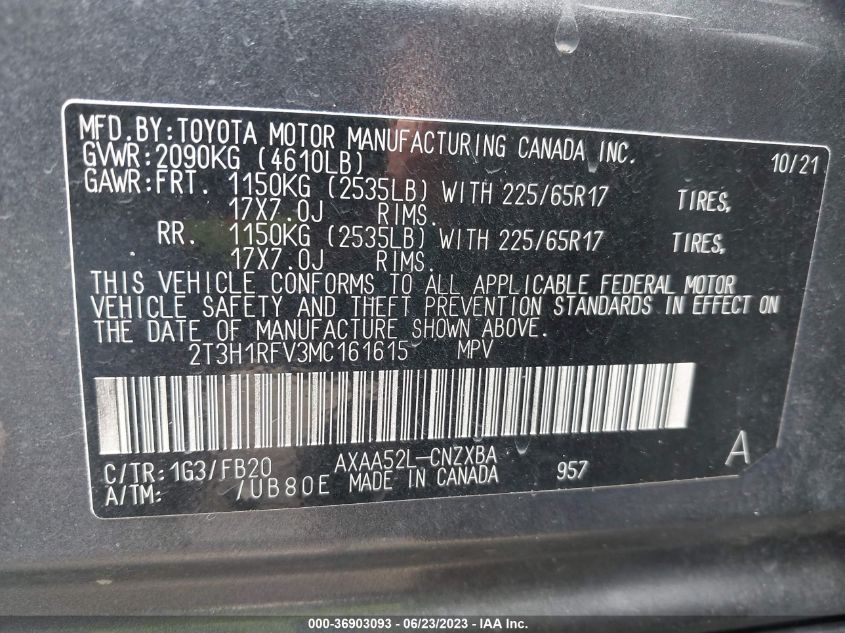 MFD.BY:TOYOTA MOTOR MANUFACTURING CANADA INC. 10/21
GVWR:2090KG (4610LB)
GAWR:FRT. 1150KG (2535LB) WITH 225/65R17 TIRES,
17X7.0J RIMS.
RR. 1150KG (2535LB) WITH 225/65R17 TIRES,
17X7.0J RIMS.
THIS VEHICLE CONFORMS TO ALL APPLICABLE FEDERAL MOTOR
VEHICLE SAFETY AND THEFT PREVENTION STANDARDS IN EFFECT ON
THE DATE OF MANUFACTURE SHOWN ABOVE.
2T3H1RFV3MC161615 MPV
C/TR:1G3/FB20 AXAA52L-CNZXBA A
A/TM: /UB80E MADE IN CANADA 957
000-36903093 - 06/23/2023 - IAA Inc.